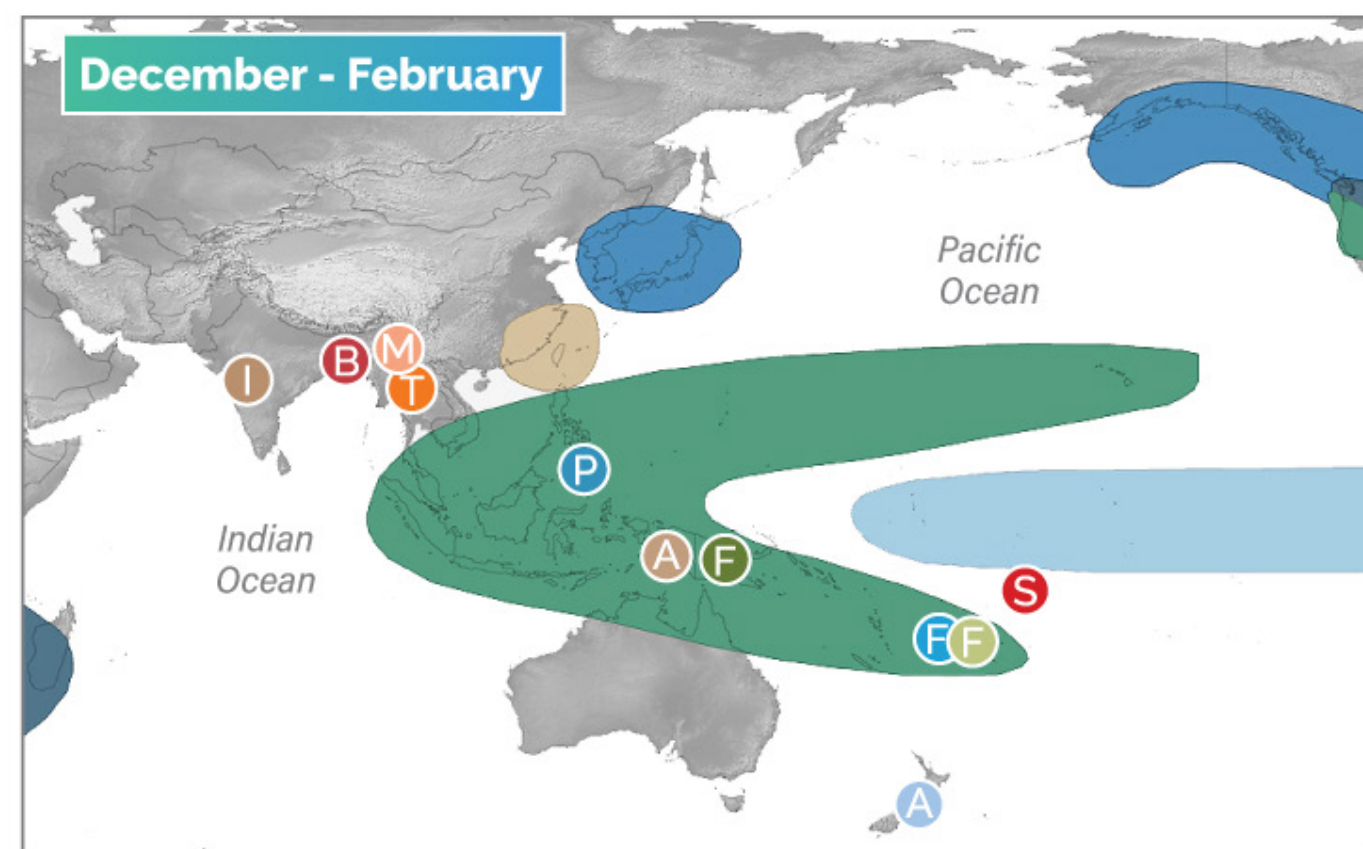 December - February
Pacific
Ocean
M
B
I
T
P
Indian
Ocean
A
F
S
F
F
A